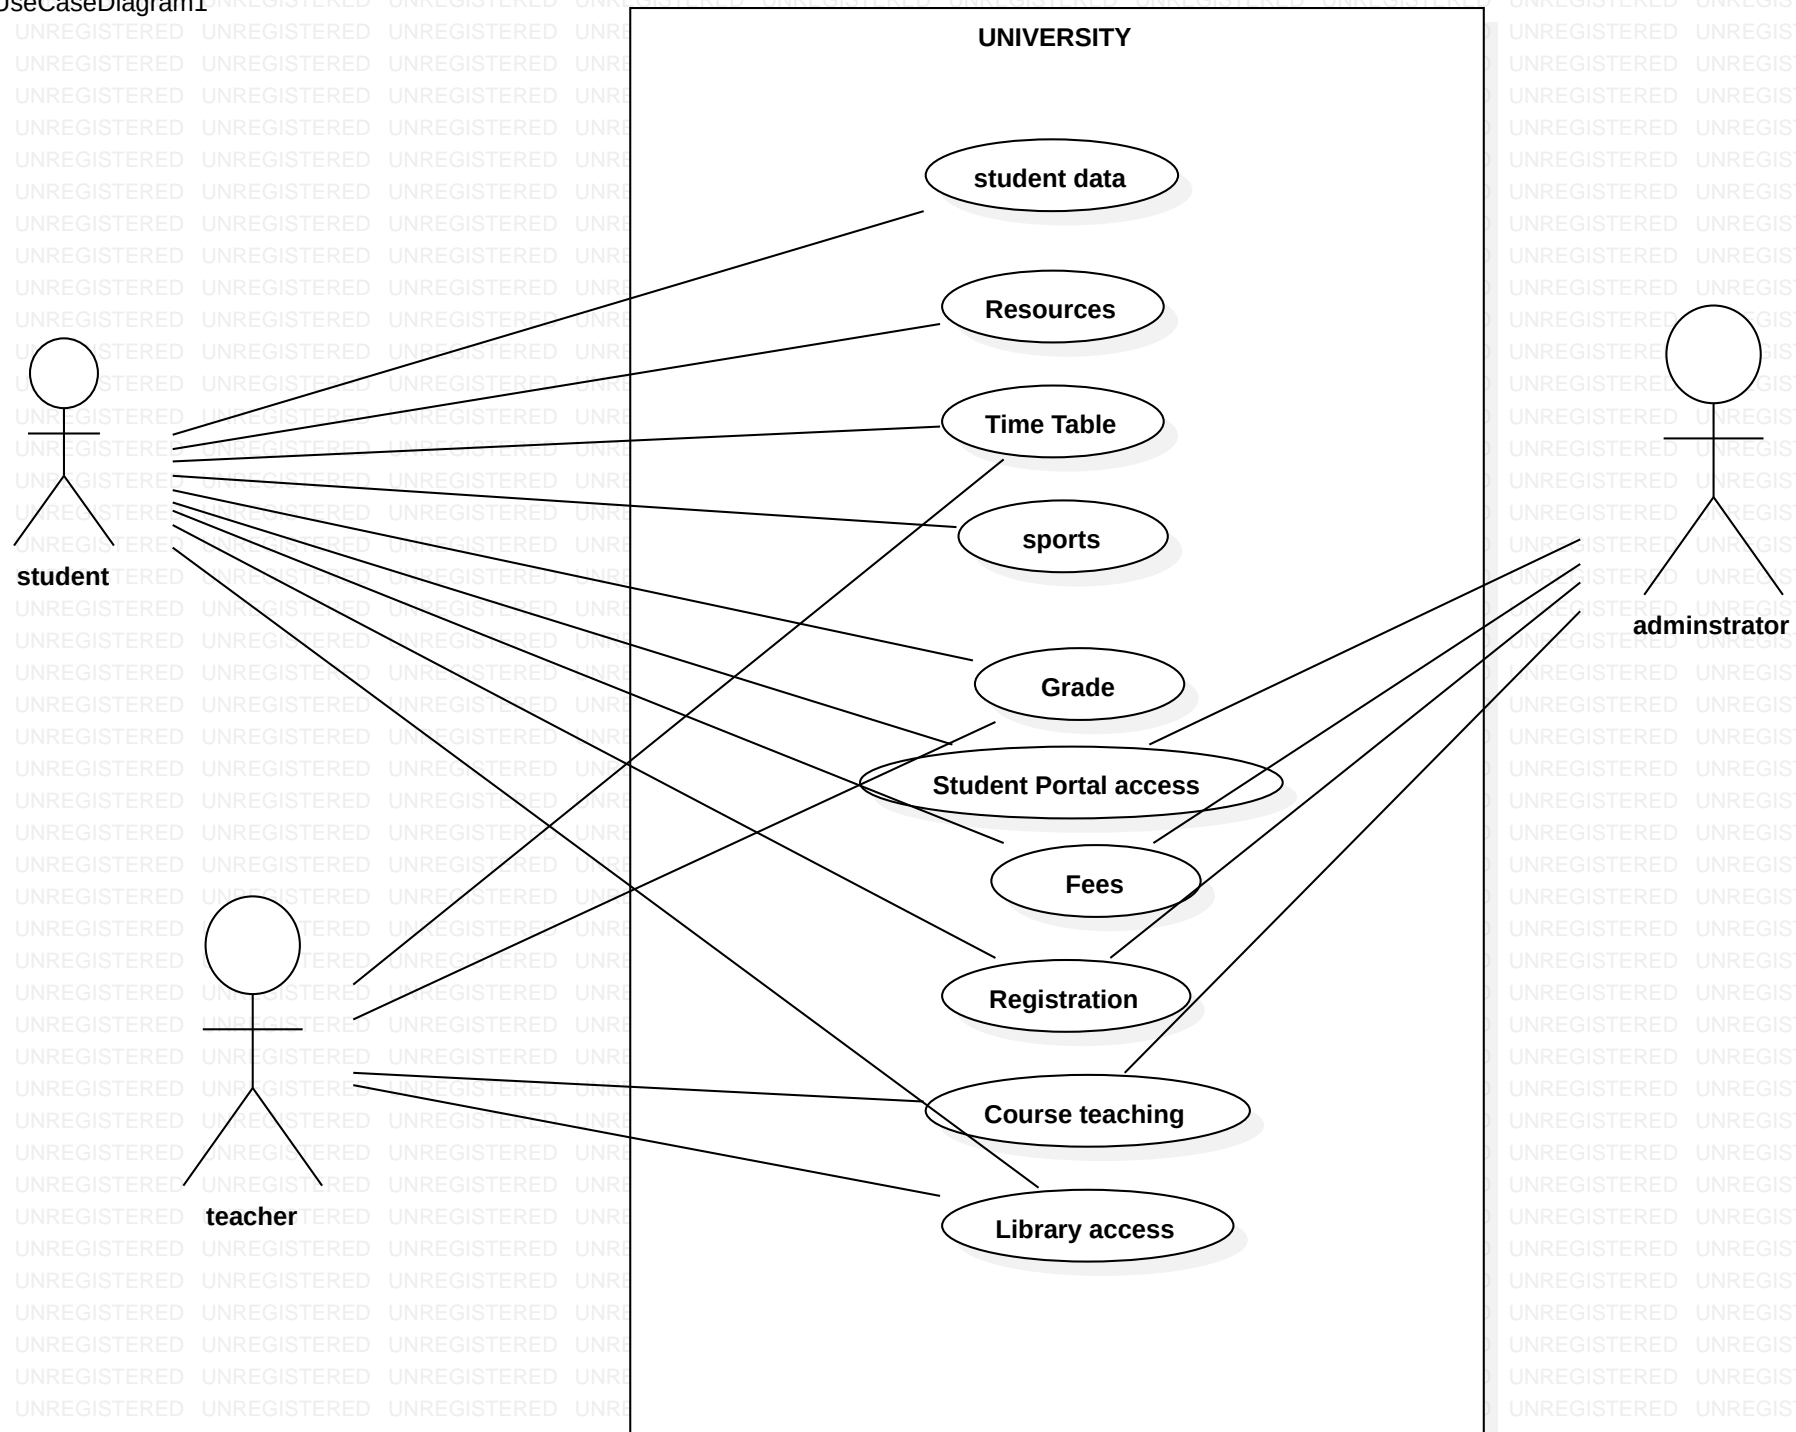 UseCaseDiagram1
UNIVERSITY
student data
Resources
Time Table
sports
student
adminstrator
Grade
Student Portal access
Fees
Registration
Course teaching
teacher
Library access
UNREGISTERED